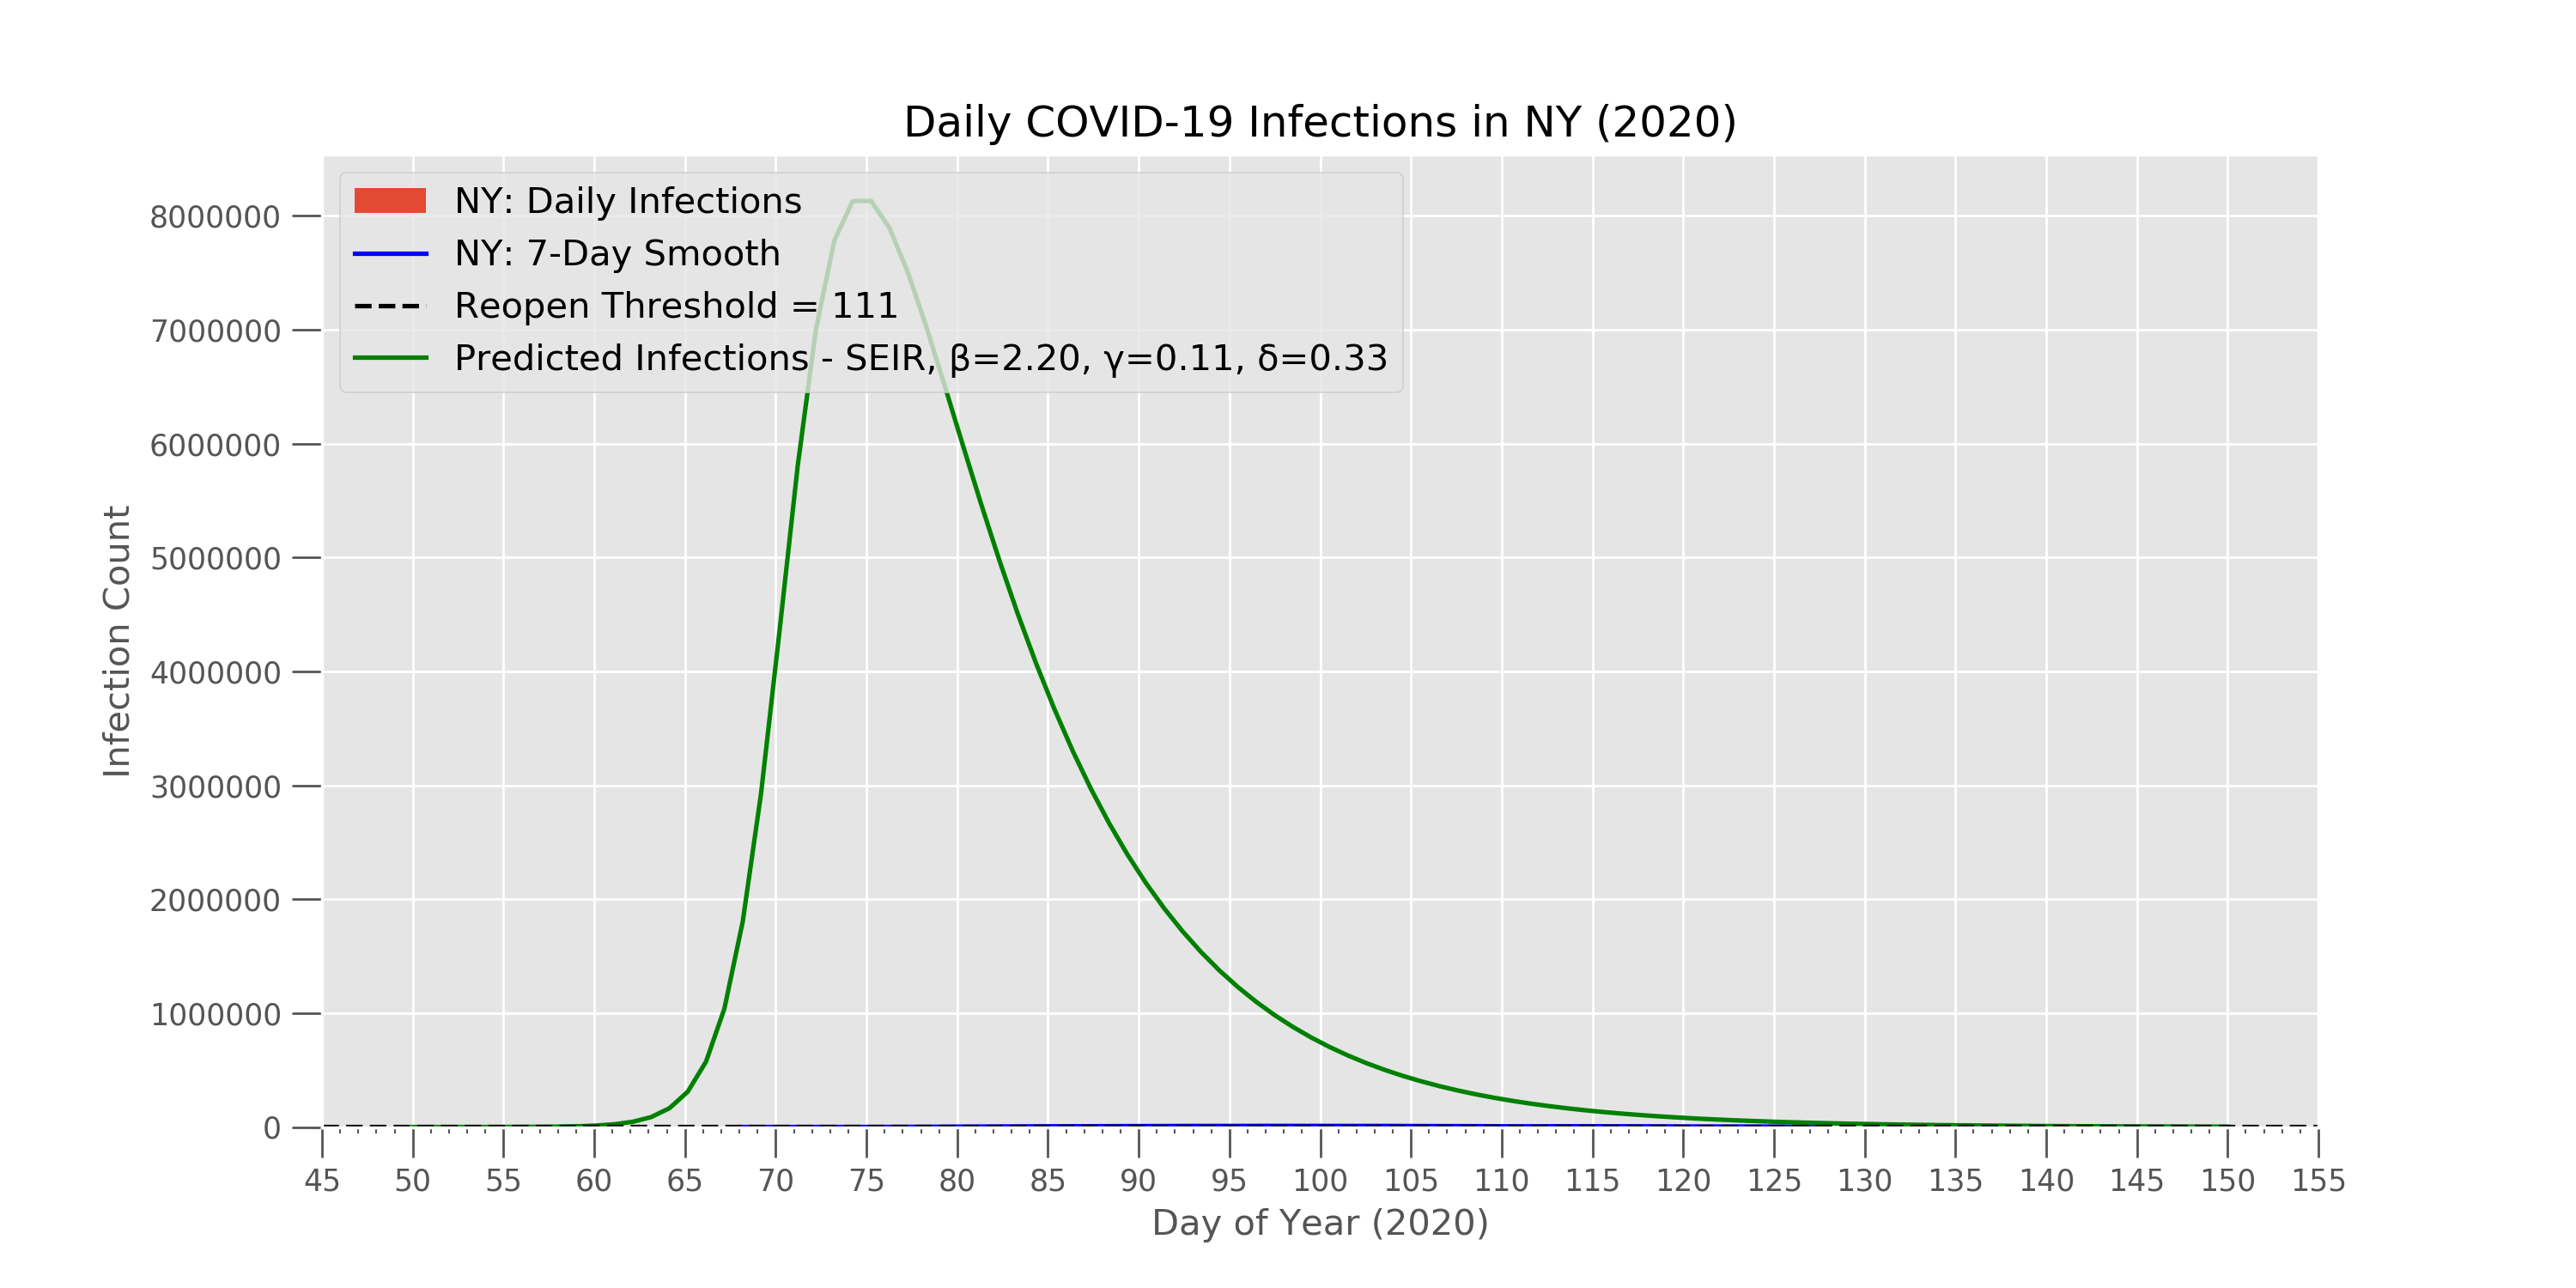 Daily COVID-19 Infections in NY (2020)
NY: Daily Infections
NY: 7-Day Smooth
Reopen Threshold = 111
Predicted Infections - SEIR, β=2.20, γ=0.11, δ=0.33
Infection Count
8000000
7000000
6000000
5000000
4000000
3000000
2000000
1000000
0
45 50 55 60 65 70 75 80 85 90 95 100 105 110 115 120 125 130 135 140 145 150 155
Day of Year (2020)